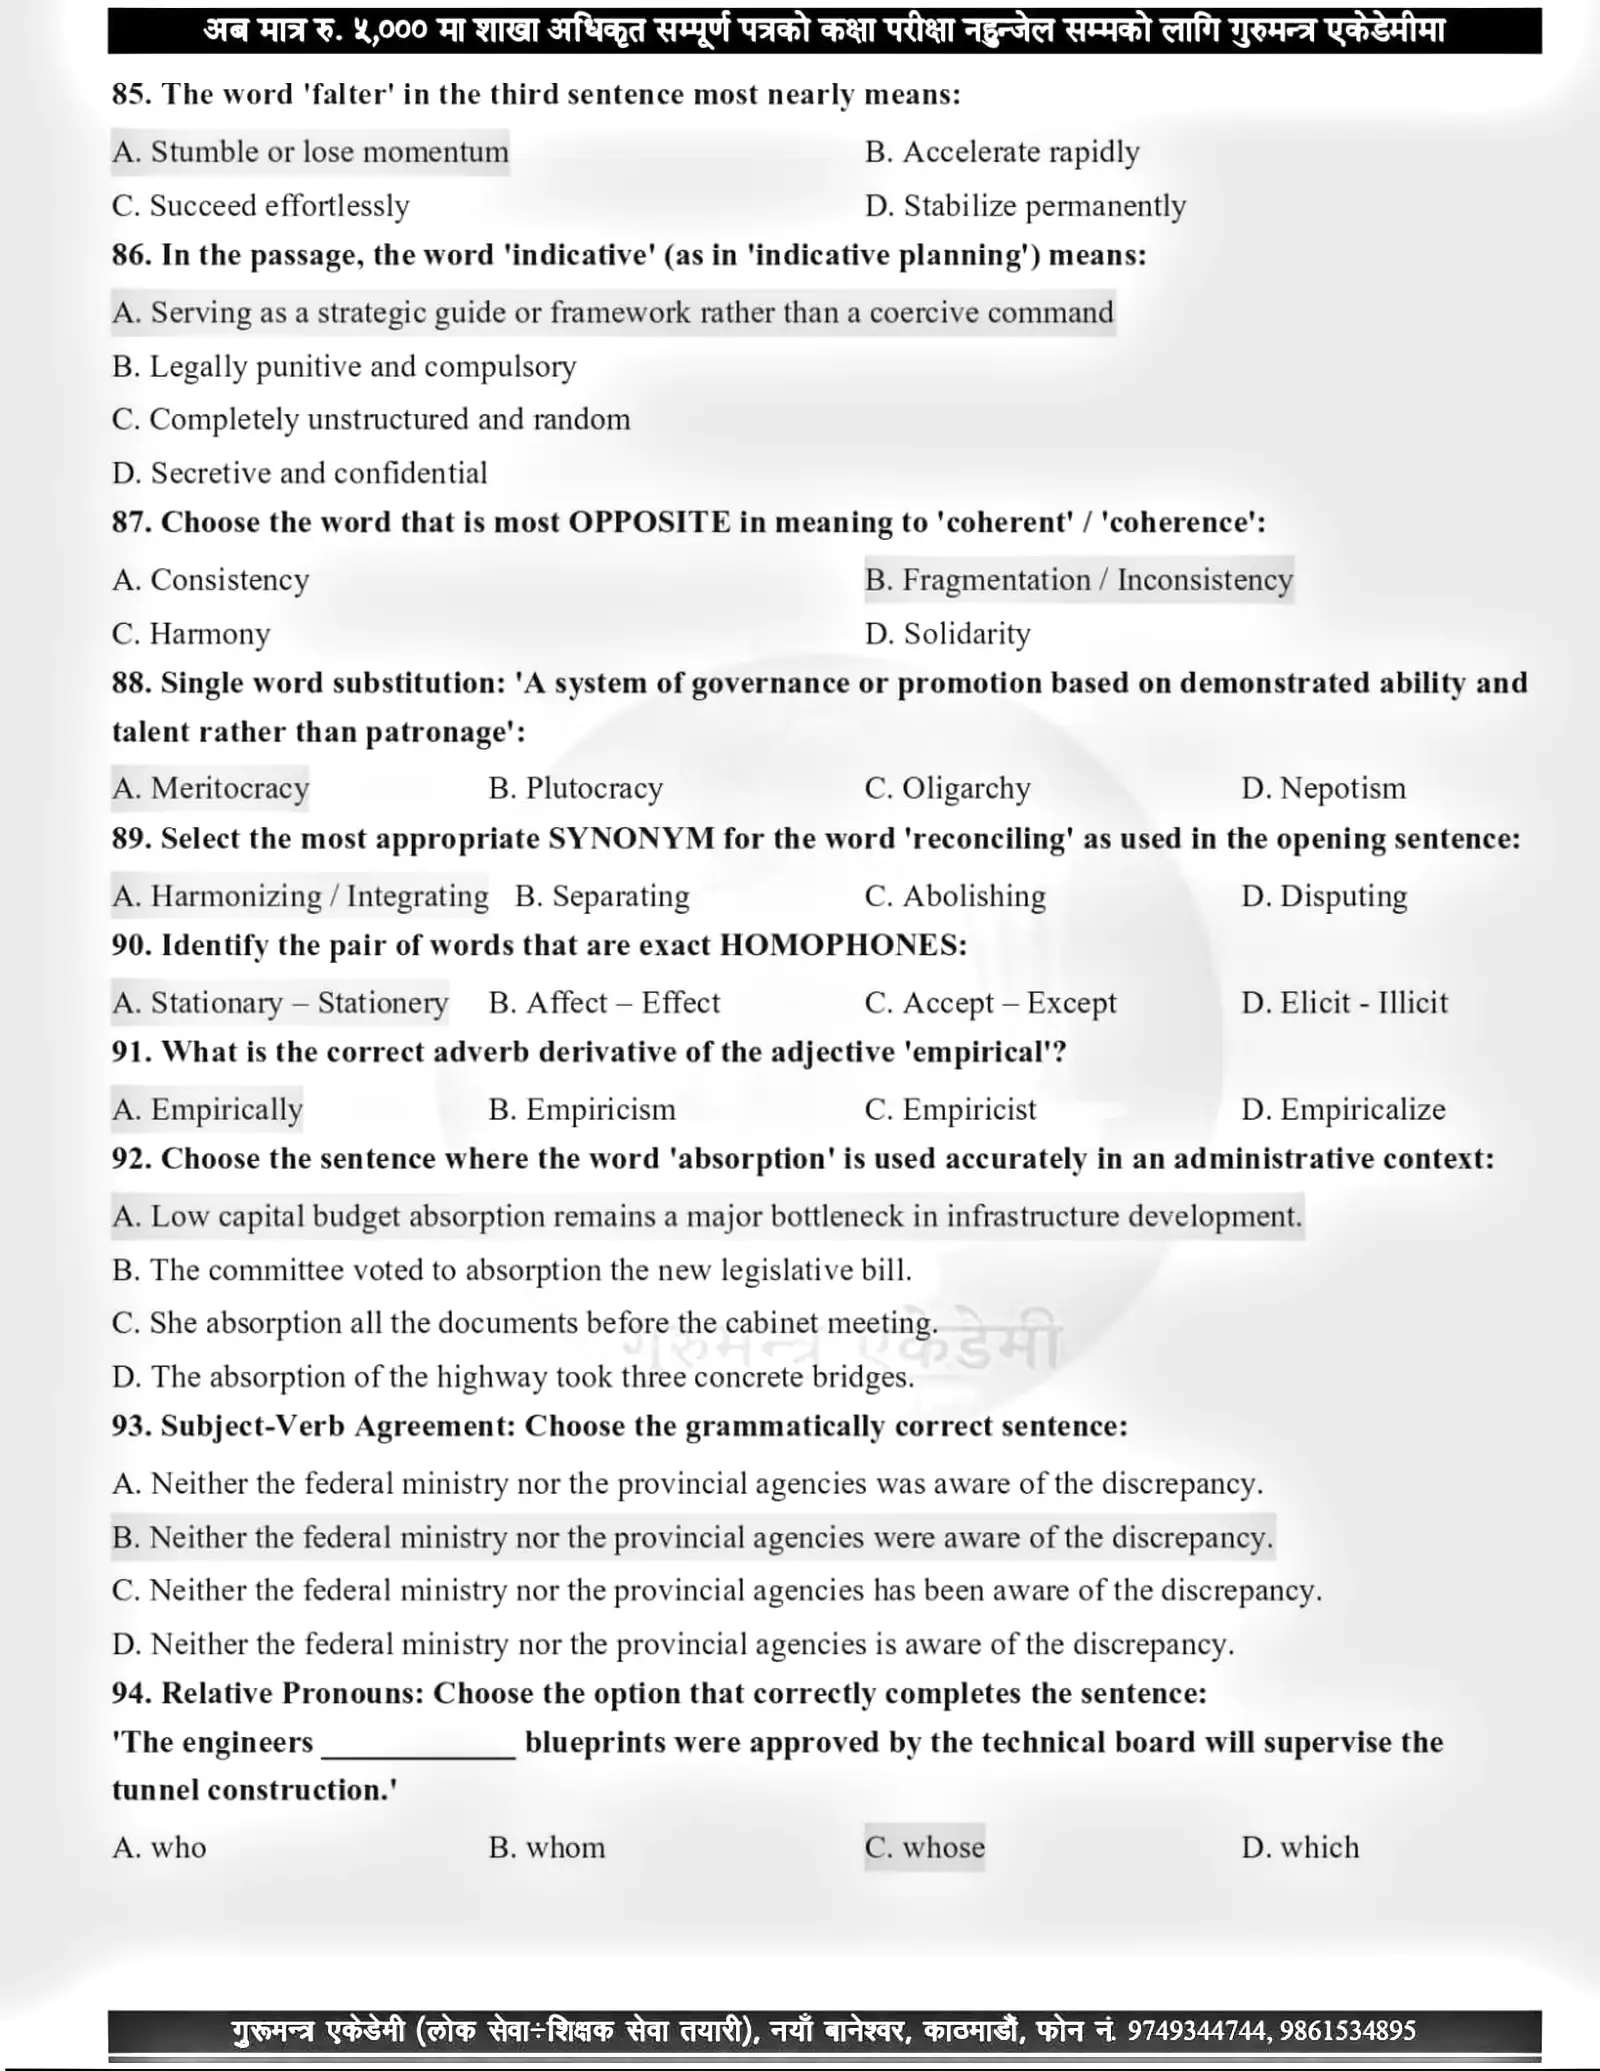 अब मात्र रु. ५,००० मा शाखा अधिकृत सम्पूर्ण पत्रको कक्षा परीक्षा नहुन्जेल सम्मको लागि गुरुमन्त्र एकेडेमीमा
85. The word 'falter' in the third sentence most nearly means:
A. Stumble or lose momentum B. Accelerate rapidly
C. Succeed effortlessly D. Stabilize permanently
86. In the passage, the word 'indicative' (as in 'indicative planning') means:
A. Serving as a strategic guide or framework rather than a coercive command
B. Legally punitive and compulsory
C. Completely unstructured and random
D. Secretive and confidential
87. Choose the word that is most OPPOSITE in meaning to 'coherent' / 'coherence':
A. Consistency B. Fragmentation / Inconsistency
C. Harmony D. Solidarity
88. Single word substitution: 'A system of governance or promotion based on demonstrated ability and
talent rather than patronage':
A. Meritocracy B. Plutocracy C. Oligarchy D. Nepotism
89. Select the most appropriate SYNONYM for the word 'reconciling' as used in the opening sentence:
A. Harmonizing / Integrating B. Separating C. Abolishing D. Disputing
90. Identify the pair of words that are exact HOMOPHONES:
A. Stationary – Stationery B. Affect – Effect C. Accept – Except D. Elicit - Illicit
91. What is the correct adverb derivative of the adjective 'empirical'?
A. Empirically B. Empiricism C. Empiricist D. Empiricalize
92. Choose the sentence where the word 'absorption' is used accurately in an administrative context:
A. Low capital budget absorption remains a major bottleneck in infrastructure development.
B. The committee voted to absorption the new legislative bill.
C. She absorption all the documents before the cabinet meeting.
गुरुमन्त्र एकेडेमी
D. The absorption of the highway took three concrete bridges.
93. Subject-Verb Agreement: Choose the grammatically correct sentence:
A. Neither the federal ministry nor the provincial agencies was aware of the discrepancy.
B. Neither the federal ministry nor the provincial agencies were aware of the discrepancy.
C. Neither the federal ministry nor the provincial agencies has been aware of the discrepancy.
D. Neither the federal ministry nor the provincial agencies is aware of the discrepancy.
94. Relative Pronouns: Choose the option that correctly completes the sentence:
'The engineers ____________ blueprints were approved by the technical board will supervise the
tunnel construction.'
A. who B. whom C. whose D. which
गुरूमन्त्र एकेडेमी (लोक सेवा÷शिक्षक सेवा तयारी), नयाँ बानेश्वर, काठमाडौं, फोन नं. 9749344744, 9861534895